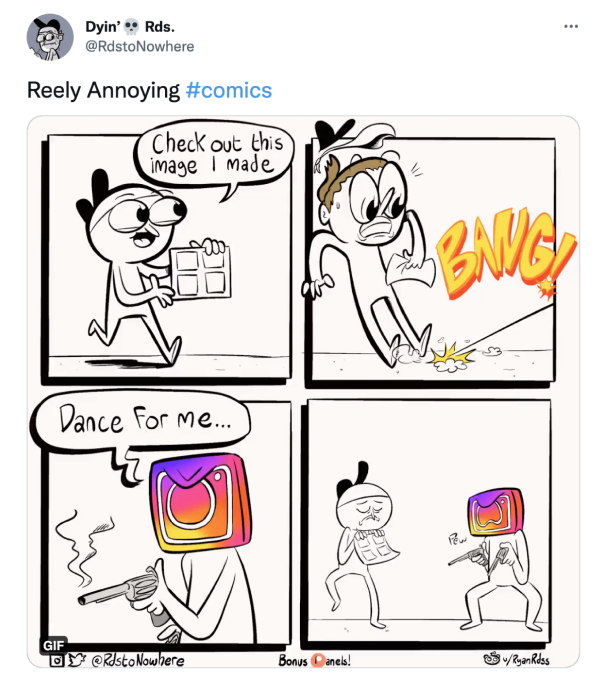 Dyin' 💀 Rds.
@RdstoNowhere
Reely Annoying #comics
Check out this
image I made
BANG!
Dance For me...
Pew
GIF
@RdstoNowhere
Bonus Panels!
u/RyanRdss